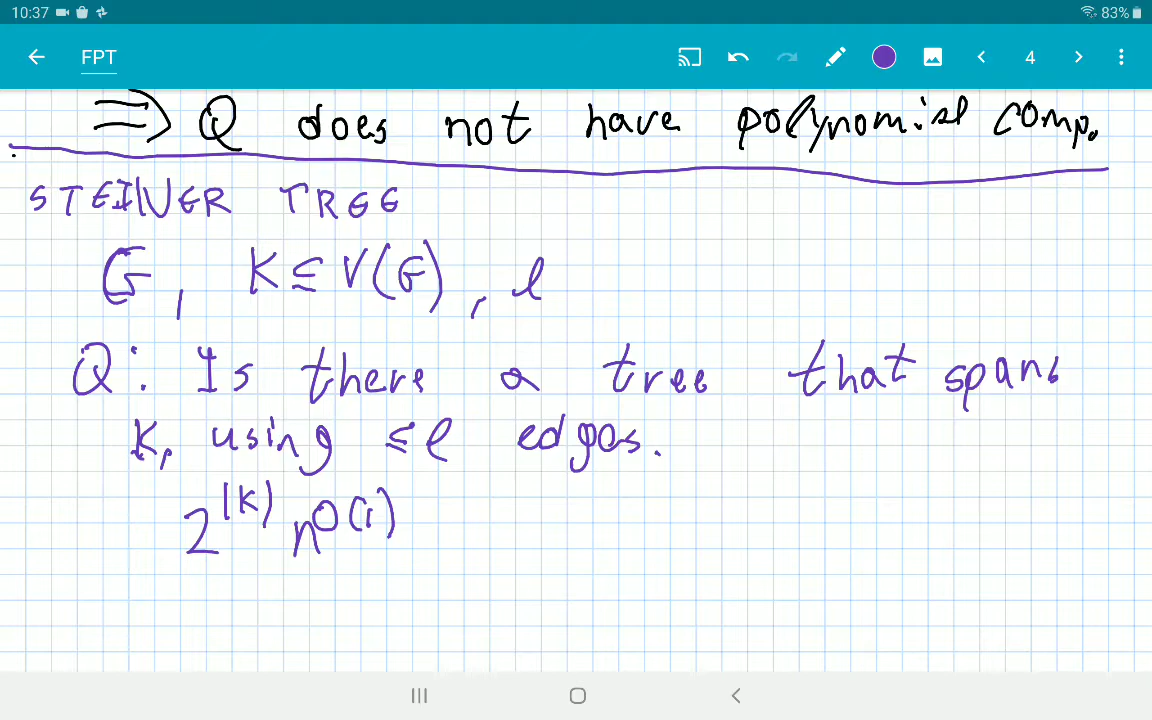 10:37 83%
FPT 4
⇒ Q does not have polynomial comp.
STEINER TREE
G, K ⊆ V(G), l
Q: Is there a tree that spans
K, using ≤ l edges.
2^{|K|} n^{O(1)}